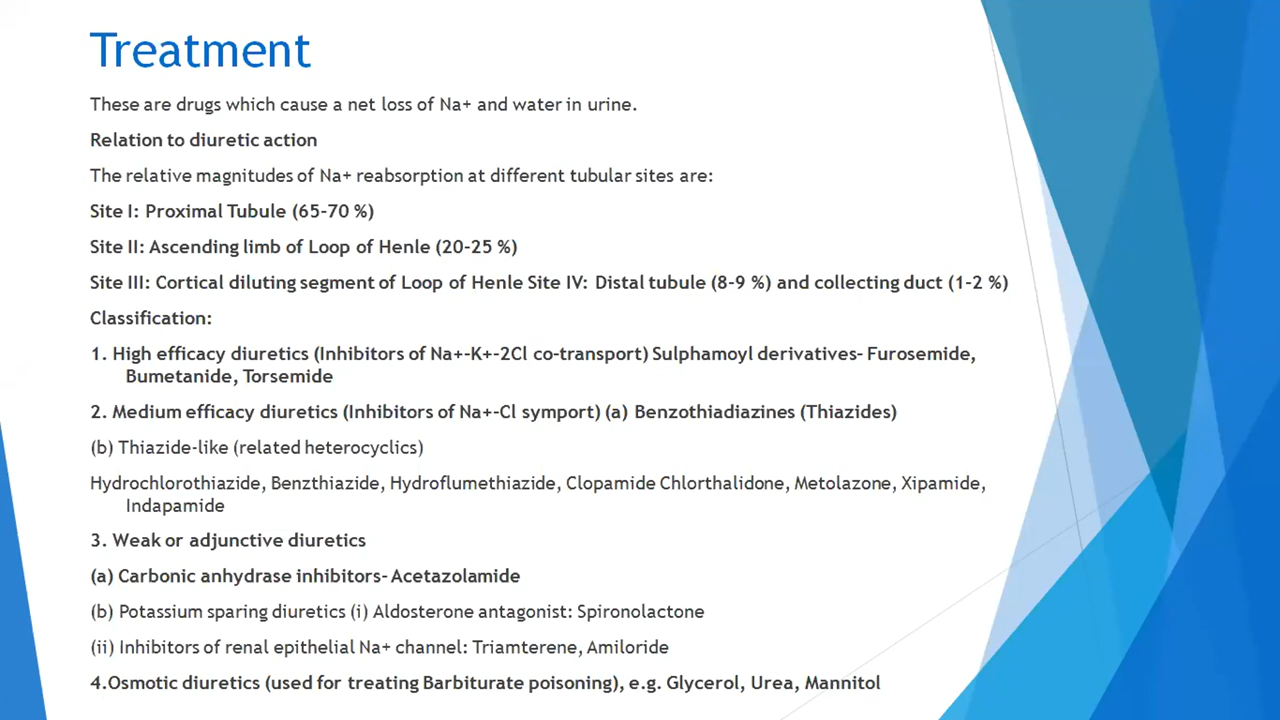 Treatment
These are drugs which cause a net loss of Na+ and water in urine.
Relation to diuretic action
The relative magnitudes of Na+ reabsorption at different tubular sites are:
Site I: Proximal Tubule (65-70 %)
Site II: Ascending limb of Loop of Henle (20-25 %)
Site III: Cortical diluting segment of Loop of Henle Site IV: Distal tubule (8-9 %) and collecting duct (1-2 %)
Classification:
1. High efficacy diuretics (Inhibitors of Na+-K+-2Cl co-transport) Sulphamoyl derivatives- Furosemide,
Bumetanide, Torsemide
2. Medium efficacy diuretics (Inhibitors of Na+-Cl symport) (a) Benzothiadiazines (Thiazides)
(b) Thiazide-like (related heterocyclics)
Hydrochlorothiazide, Benzthiazide, Hydroflumethiazide, Clopamide Chlorthalidone, Metolazone, Xipamide,
Indapamide
3. Weak or adjunctive diuretics
(a) Carbonic anhydrase inhibitors- Acetazolamide
(b) Potassium sparing diuretics (i) Aldosterone antagonist: Spironolactone
(ii) Inhibitors of renal epithelial Na+ channel: Triamterene, Amiloride
4.Osmotic diuretics (used for treating Barbiturate poisoning), e.g. Glycerol, Urea, Mannitol